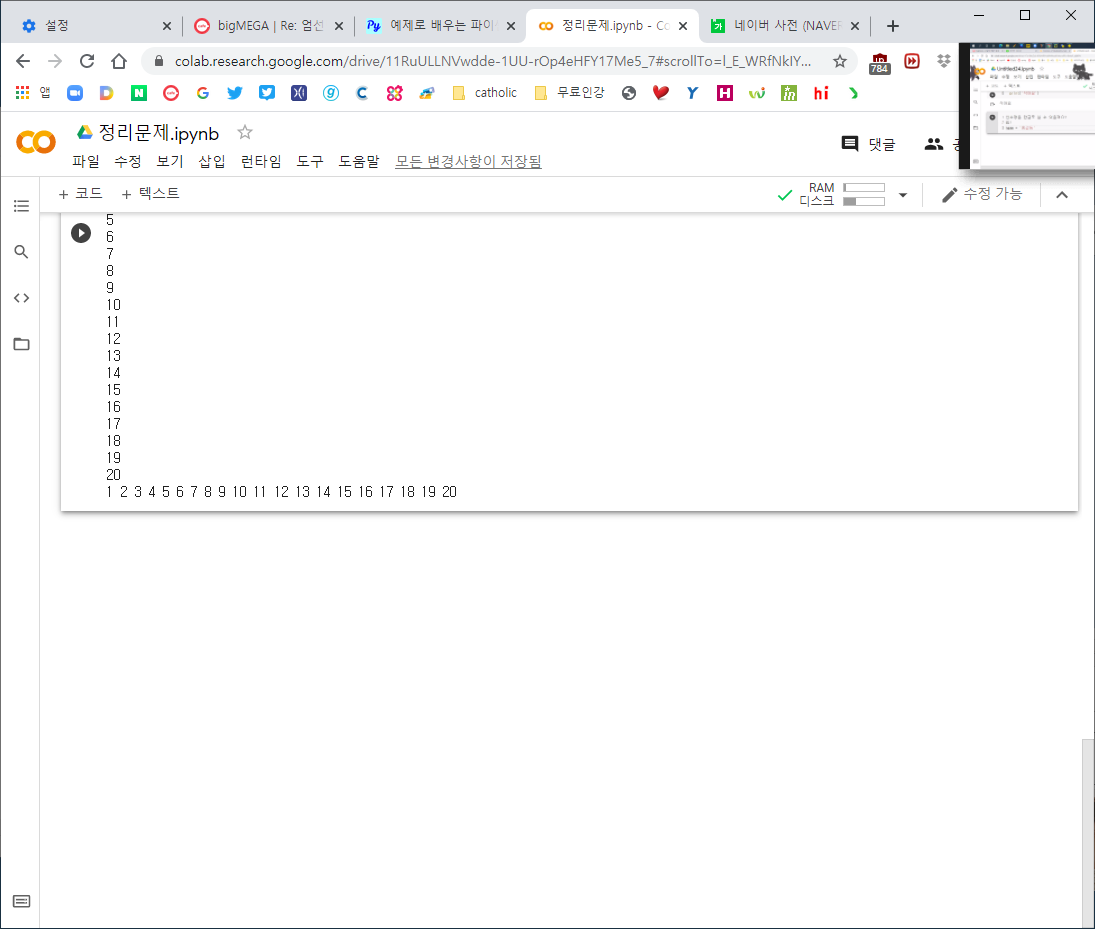 설정
bigMEGA | Re: 엄선
예제로 배우는 파이썬
정리문제.ipynb - Co
네이버 사전 (NAVER
colab.research.google.com/drive/11RuULLNVwdde-1UU-rOp4eHFY17Me5_7#scrollTo=l_E_WRfNkIY...
784
앱
catholic
무료인강
hi
정리문제.ipynb
파일 수정 보기 삽입 런타임 도구 도움말 모든 변경사항이 저장됨
댓글
+ 코드 + 텍스트
RAM
디스크
수정 가능
5
6
7
8
9
10
11
12
13
14
15
16
17
18
19
20
1 2 3 4 5 6 7 8 9 10 11 12 13 14 15 16 17 18 19 20